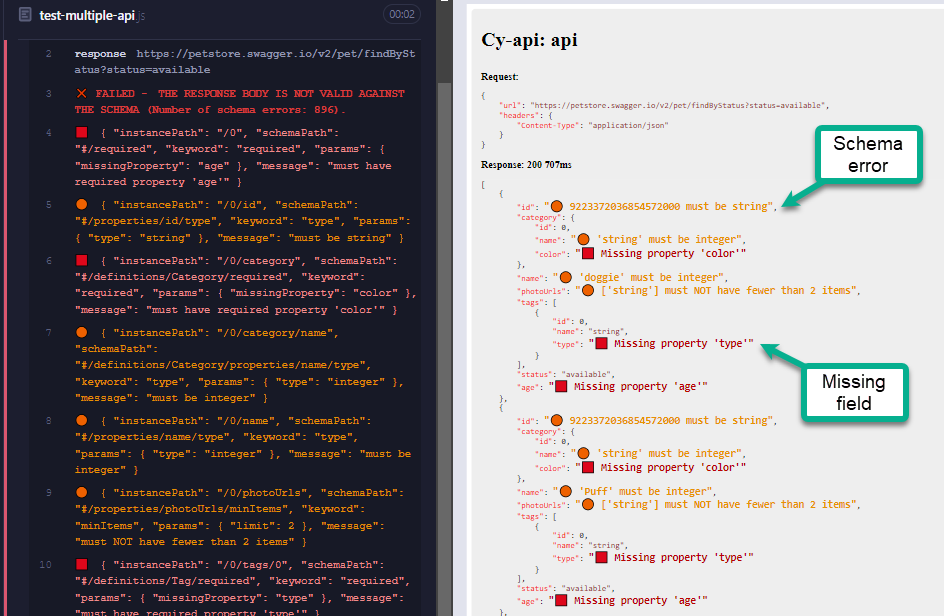 test-multiple-api.js
00:02
2 response https://petstore.swagger.io/v2/pet/findBySt
atus?status=available
3 FAILED - THE RESPONSE BODY IS NOT VALID AGAINST
THE SCHEMA (Number of schema errors: 896).
4 { "instancePath": "/0", "schemaPath":
"#/required", "keyword": "required", "params": {
"missingProperty": "age" }, "message": "must have
required property 'age'" }
5 { "instancePath": "/0/id", "schemaPath":
"#/properties/id/type", "keyword": "type", "params":
{ "type": "string" }, "message": "must be string" }
6 { "instancePath": "/0/category", "schemaPath":
"#/definitions/Category/required", "keyword":
"required", "params": { "missingProperty": "color" },
"message": "must have required property 'color'" }
7 { "instancePath": "/0/category/name",
"schemaPath":
"#/definitions/Category/properties/name/type",
"keyword": "type", "params": { "type": "integer" },
"message": "must be integer" }
8 { "instancePath": "/0/name", "schemaPath":
"#/properties/name/type", "keyword": "type",
"params": { "type": "integer" }, "message": "must be
integer" }
9 { "instancePath": "/0/photoUrls", "schemaPath":
"#/properties/photoUrls/minItems", "keyword":
"minItems", "params": { "limit": 2 }, "message":
"must NOT have fewer than 2 items" }
10 { "instancePath": "/0/tags/0", "schemaPath":
"#/definitions/Tag/required", "keyword": "required",
"params": { "missingProperty": "type" }, "message":
"must have required property 'type'" }
Cy-api: api
Request:
{
"url": "https://petstore.swagger.io/v2/pet/findByStatus?status=available",
"headers": {
"Content-Type": "application/json"
}
}
Response: 200 707ms
[
{
"id": " 9223372036854572000 must be string",
"category": {
"id": 0,
"name": " 'string' must be integer",
"color": " Missing property 'color'"
},
"name": " 'doggie' must be integer",
"photoUrls": " ['string'] must NOT have fewer than 2 items",
"tags": [
{
"id": 0,
"name": "string",
"type": " Missing property 'type'"
}
],
"status": "available",
"age": " Missing property 'age'"
},
{
"id": " 9223372036854572000 must be string",
"category": {
"id": 0,
"name": " 'string' must be integer",
"color": " Missing property 'color'"
},
"name": " 'Puff' must be integer",
"photoUrls": " ['string'] must NOT have fewer than 2 items",
"tags": [
{
"id": 0,
"name": "string",
"type": " Missing property 'type'"
}
],
"status": "available",
"age": " Missing property 'age'"
},
Schema
error
Missing
field